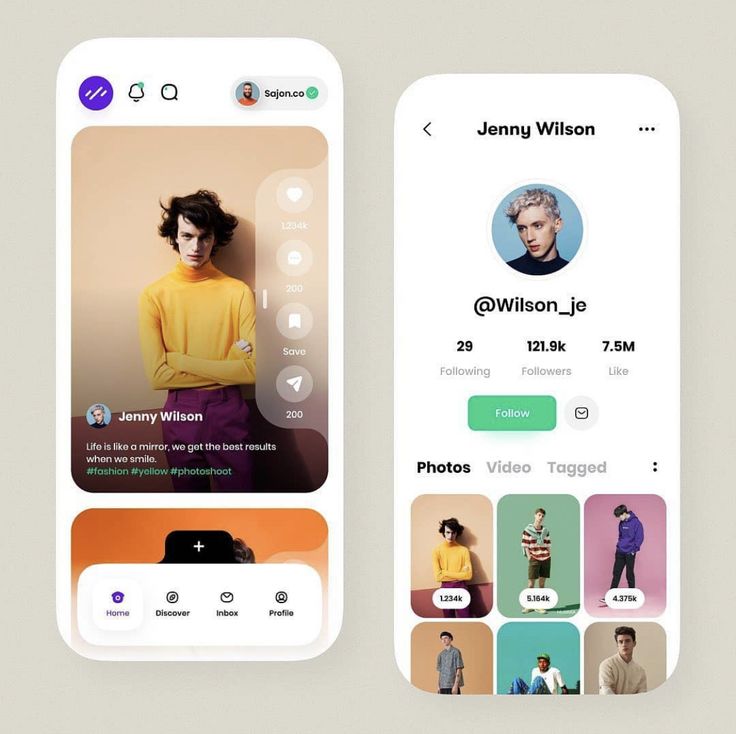 Sajon.co
1.234k
200
Save
200
Jenny Wilson
Life is like a mirror, we get the best results
when we smile.
#fashion #yellow #photoshoot
+
Home
Discover
Inbox
Profile
Jenny Wilson
@Wilson_je
29
121.9k
7.5M
Following
Followers
Like
Follow
Photos
Video
Tagged
1.234k
5.164k
4.375k